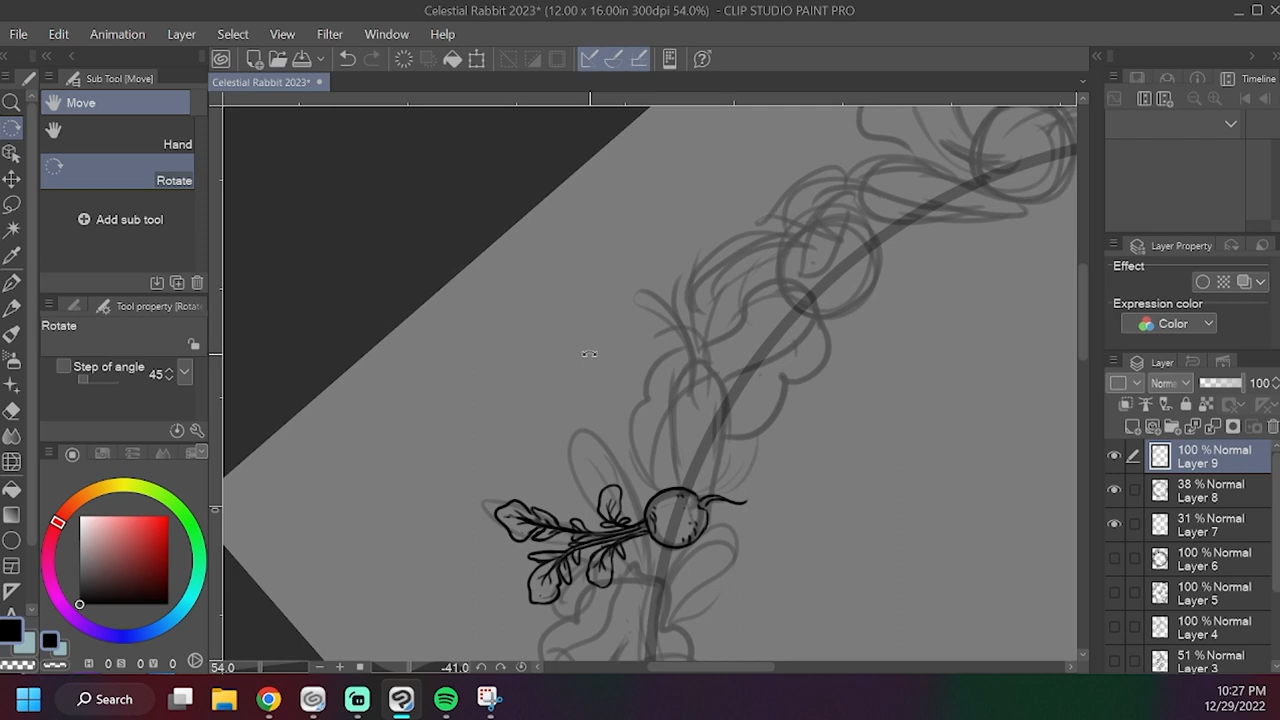 Celestial Rabbit 2023* (12.00 x 16.00in 300dpi 54.0%) - CLIP STUDIO PAINT PRO
File Edit Animation Layer Select View Filter Window Help
Sub Tool [Move]
Celestial Rabbit 2023*
Timeline
Move
Hand
Rotate
Add sub tool
Layer Property
Effect
Expression color
Color
Tool property [Rotat
Rotate
Step of angle 45
Layer
Norma 100
100 % Normal
Layer 9
38 % Normal
Layer 8
31 % Normal
Layer 7
100 % Normal
Layer 6
100 % Normal
Layer 5
100 % Normal
Layer 4
51 % Normal
Layer 3
H 0 S 0 V 0
54.0 -41.0
Search
10:27 PM
12/29/2022